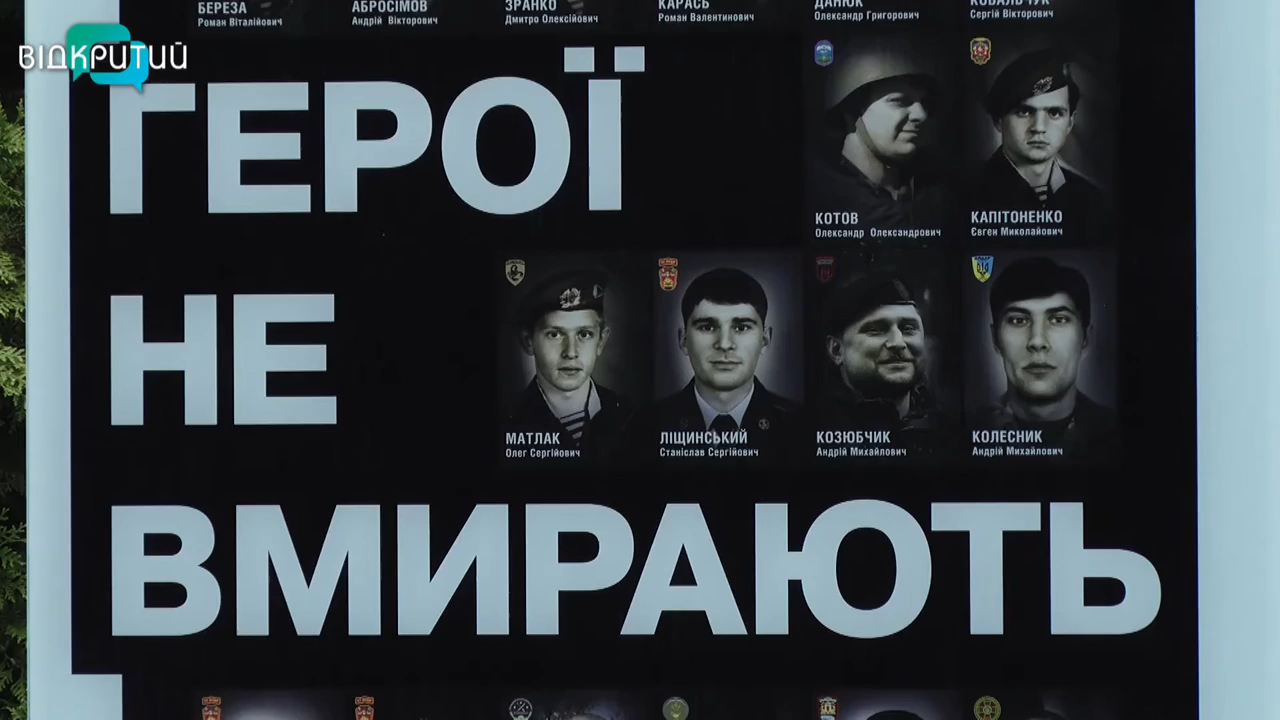 БЕРЕЗА
Роман Віталійович
АБРОСІМОВ
Андрій Вікторович
ЗРАНКО
Дмитро Олексійович
КАРАСЬ
Роман Валентинович
ДАНЮК
Олександр Григорович
КОВАЛЬЧУК
Сергій Вікторович
ВІДКРИТИЙ
ГЕРОЇ
КОТОВ
Олександр Олександрович
КАПІТОНЕНКО
Євген Миколайович
НЕ
МАТЛАК
Олег Сергійович
ЛІЩИНСЬКИЙ
Станіслав Сергійович
КОЗЮБЧИК
Андрій Михайлович
КОЛЕСНИК
Андрій Михайлович
ВМИРАЮТЬ